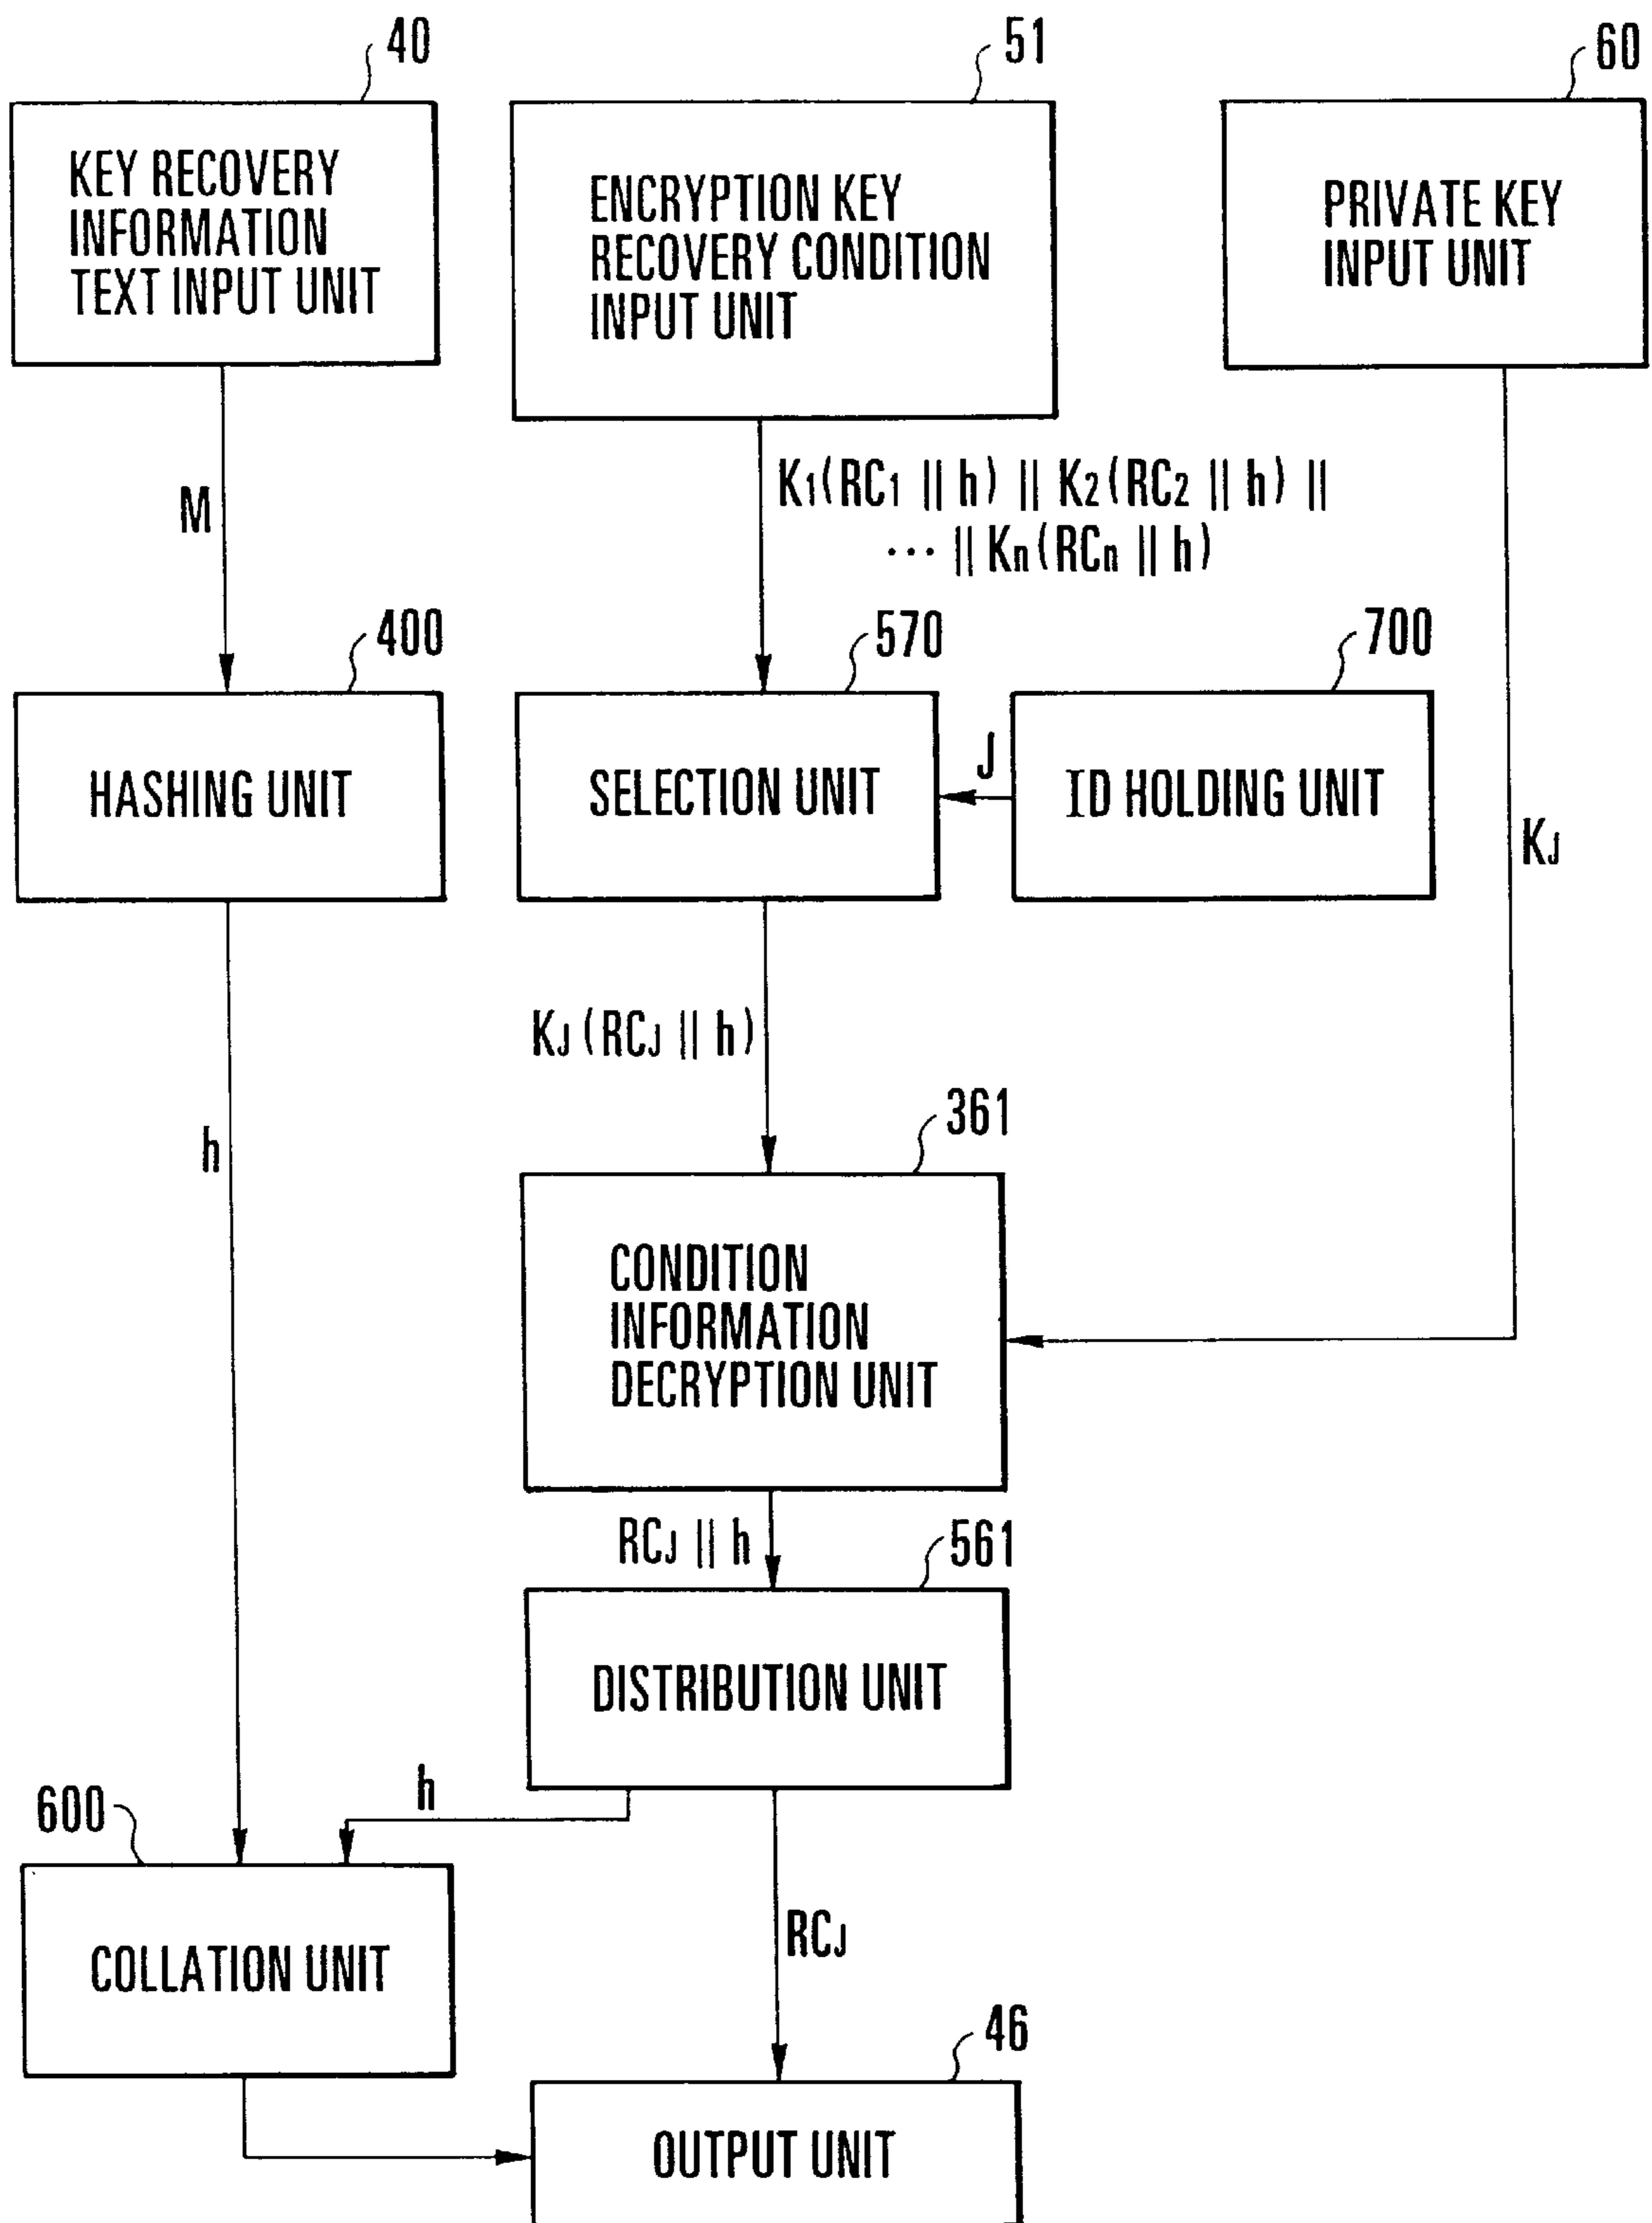 40
51
60
KEY RECOVERY
INFORMATION
TEXT INPUT UNIT
ENCRYPTION KEY
RECOVERY CONDITION
INPUT UNIT
PRIVATE KEY
INPUT UNIT
M
K1(RC1 || h) || K2(RC2 || h) ||
... || Kn(RCn || h)
400
570
700
HASHING UNIT
SELECTION UNIT
J
ID HOLDING UNIT
KJ
KJ (RCJ || h)
h
361
CONDITION
INFORMATION
DECRYPTION UNIT
RCJ || h
561
DISTRIBUTION UNIT
h
600
COLLATION UNIT
RCJ
46
OUTPUT UNIT